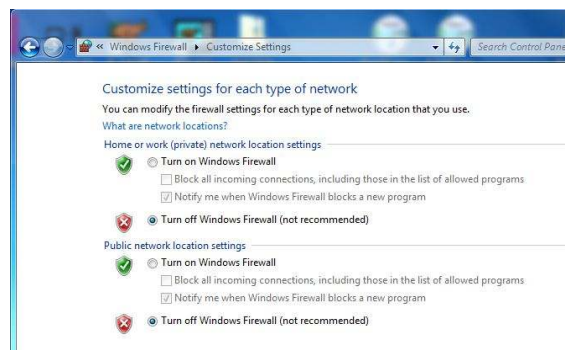 « Windows Firewall ▸ Customize Settings
Search Control Pane
Customize settings for each type of network
You can modify the firewall settings for each type of network location that you use.
What are network locations?
Home or work (private) network location settings
Turn on Windows Firewall
Block all incoming connections, including those in the list of allowed programs
Notify me when Windows Firewall blocks a new program
Turn off Windows Firewall (not recommended)
Public network location settings
Turn on Windows Firewall
Block all incoming connections, including those in the list of allowed programs
Notify me when Windows Firewall blocks a new program
Turn off Windows Firewall (not recommended)